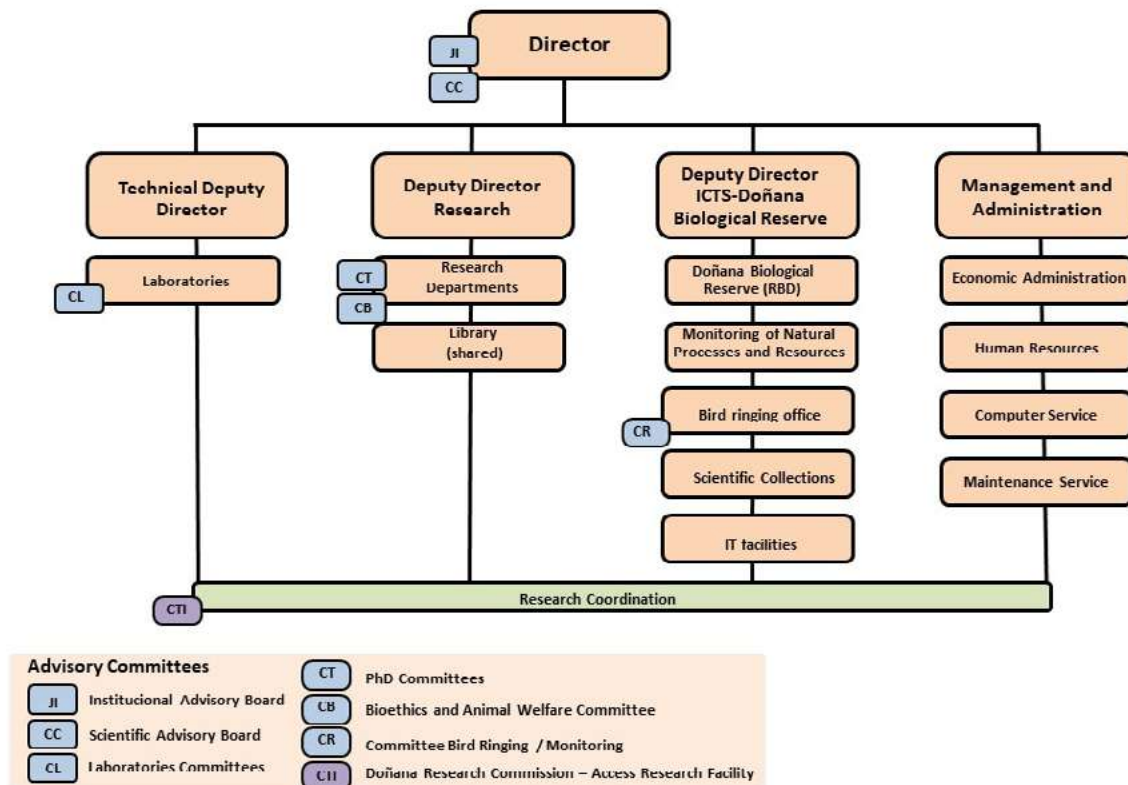 Director
JI
CC
Technical Deputy
Director
Deputy Director
Research
Deputy Director
ICTS-Doñana
Biological Reserve
Management and
Administration
Laboratories
CL
CT
Research
Departments
CB
Library
(shared)
Doñana Biological
Reserve (RBD)
Monitoring of Natural
Processes and Resources
Bird ringing office
CR
Scientific Collections
IT facilities
Economic Administration
Human Resources
Computer Service
Maintenance Service
Research Coordination
CTI
Advisory Committees
JI Institucional Advisory Board
CC Scientific Advisory Board
CL Laboratories Committees
CT PhD Committees
CB Bioethics and Animal Welfare Committee
CR Committee Bird Ringing / Monitoring
CTI Doñana Research Commission – Access Research Facility